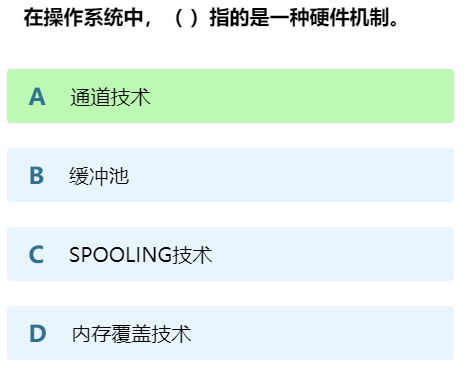 在操作系统中，（ ）指的是一种硬件机制。
A 通道技术
B 缓冲池
C SPOOLING技术
D 内存覆盖技术